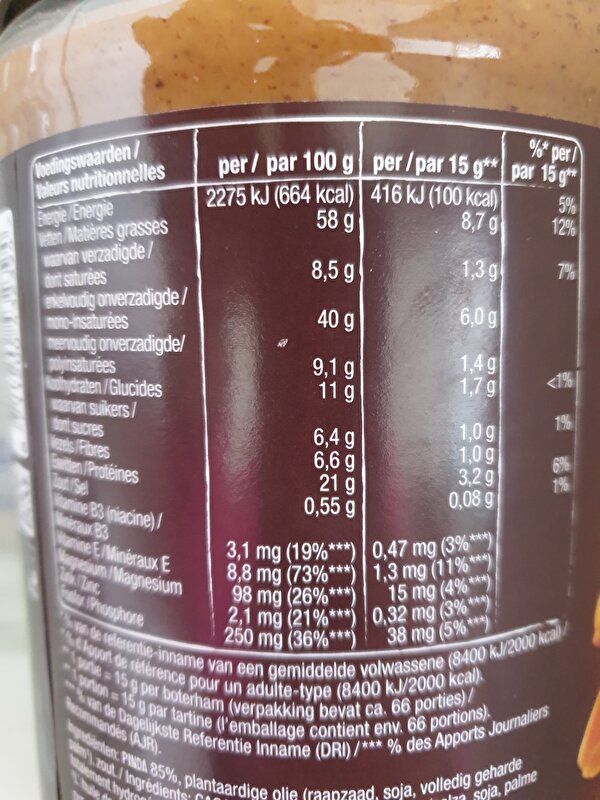 Voedingswaarden /
Valeurs nutritionnelles
per / par 100 g
per /par 15 g**
%* per/
par 15 g**
Energie /Énergie 2275 kJ (664 kcal) 416 kJ (100 kcal) 5%
Vetten /Matières grasses 58 g 8,7 g 12%
waarvan verzadigde /
dont saturées 8,5 g 1,3 g 7%
enkelvoudig onverzadigde /
mono-insaturées 40 g 6,0 g
meervoudig onverzadigde/
polyinsaturées 9,1 g 1,4 g
Koolhydraten /Glucides 11 g 1,7 g <1%
waarvan suikers /
dont sucres 6,4 g 1,0 g 1%
Vezels /Fibres 6,6 g 1,0 g
Eiwitten /Protéines 21 g 3,2 g 6%
Zout /Sel 0,55 g 0,08 g 1%
Vitamine B3 (niacine) /
Minéraux B3 3,1 mg (19%***) 0,47 mg (3%***)
Vitamine E /Minéraux E 8,8 mg (73%***) 1,3 mg (11%***)
Magnesium /Magnesium 98 mg (26%***) 15 mg (4%***)
Zink /Zinc 2,1 mg (21%***) 0,32 mg (3%***)
Fosfor /Phosphore 250 mg (36%***) 38 mg (5%***)
van de referentie-inname van een gemiddelde volwassene (8400 kJ/2000 kcal) /
d'Apport de référence pour un adulte-type (8400 kJ/2000 kcal).
1 portie = 15 g per boterham (verpakking bevat ca. 66 porties) /
portion = 15 g par tartine (l'emballage contient env. 66 portions).
% van de Dagelijkste Referentie Inname (DRI) /*** % des Apports Journaliers
recommandés (AJR).
Ingrediënten: PINDA 85%, plantaardige olie (raapzaad, soja, volledig geharde
zout. / Ingrédients: soja, palme